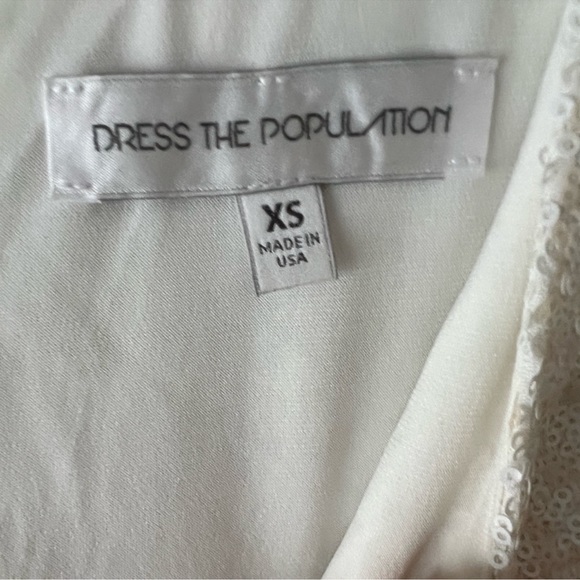 DRESS THE POPULATION
XS
MADE IN
USA